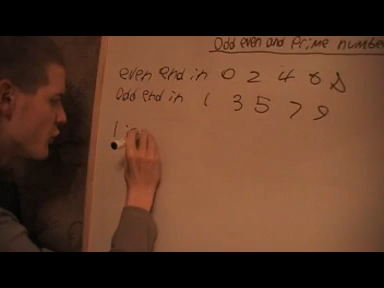 Odd even and Prime number
even end in 0 2 4 6 8
Odd end in 1 3 5 7 9